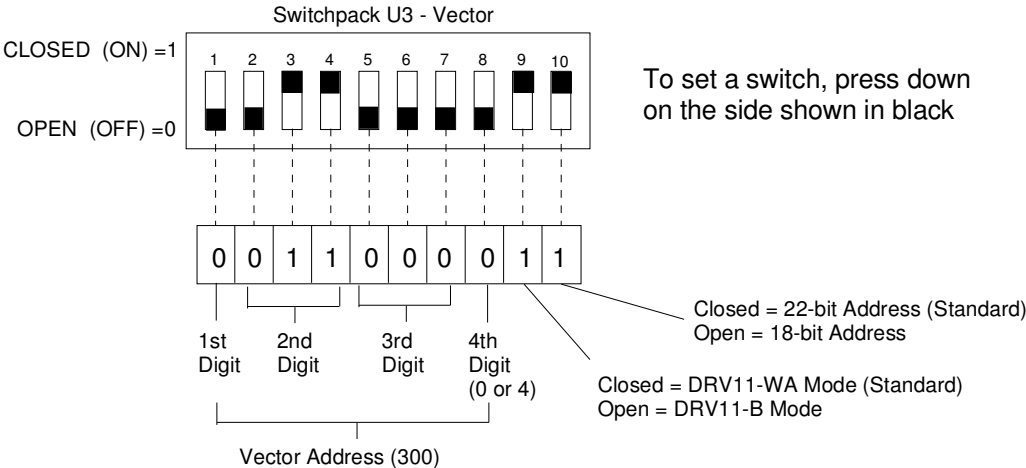 Switchpack U3 - Vector
CLOSED (ON) =1
1 2 3 4 5 6 7 8 9 10
OPEN (OFF) =0
To set a switch, press down
on the side shown in black
0 0 1 1 0 0 0 0 1 1
1st
Digit
2nd
Digit
3rd
Digit
4th
Digit
(0 or 4)
Closed = 22-bit Address (Standard)
Open = 18-bit Address
Closed = DRV11-WA Mode (Standard)
Open = DRV11-B Mode
Vector Address (300)